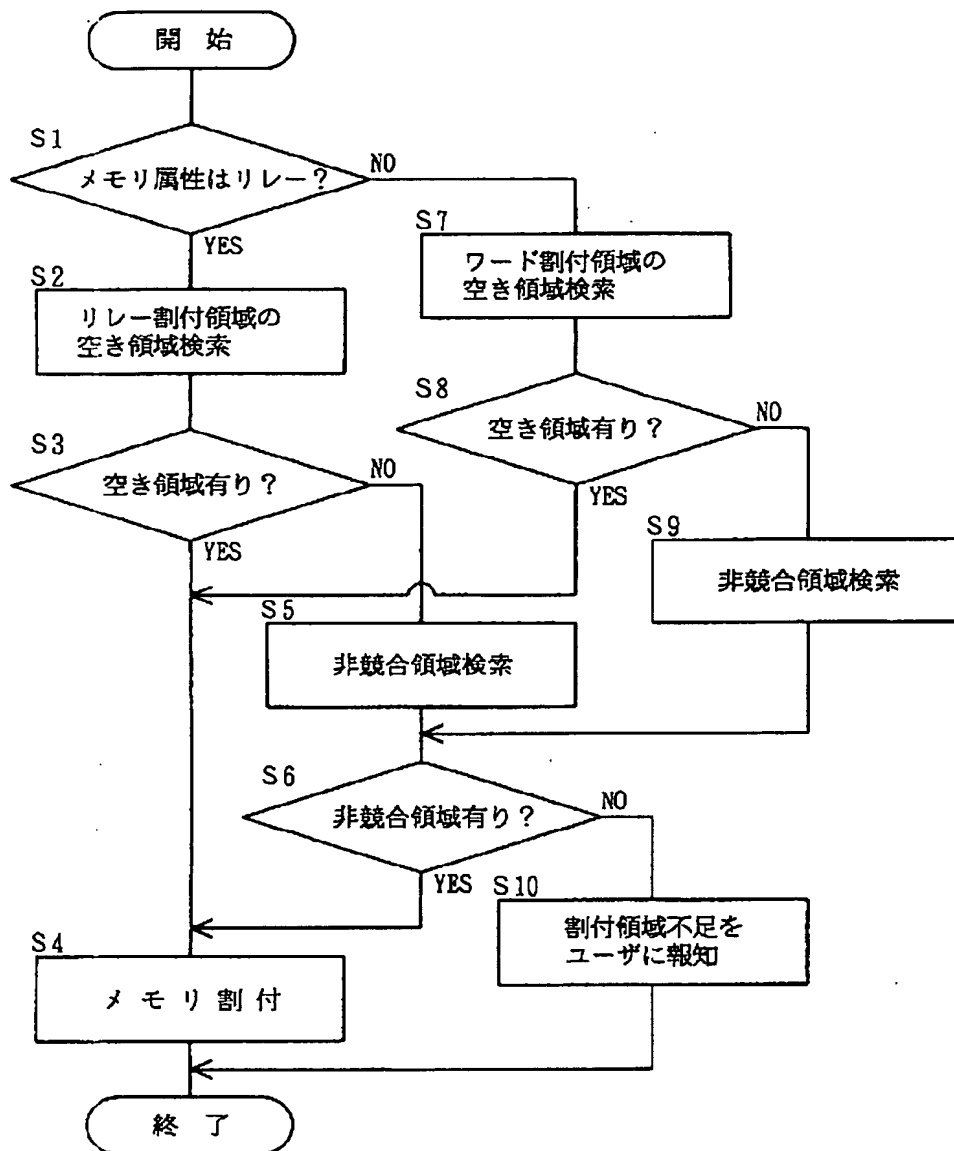 開始
S1
メモリ属性はリレー?
NO
YES
S7
ワード割付領域の
空き領域検索
S2
リレー割付領域の
空き領域検索
S8
空き領域有り?
NO
YES
S3
空き領域有り?
NO
YES
S9
非競合領域検索
S5
非競合領域検索
S6
非競合領域有り?
NO
YES
S10
割付領域不足を
ユーザに報知
S4
メモリ割付
終了